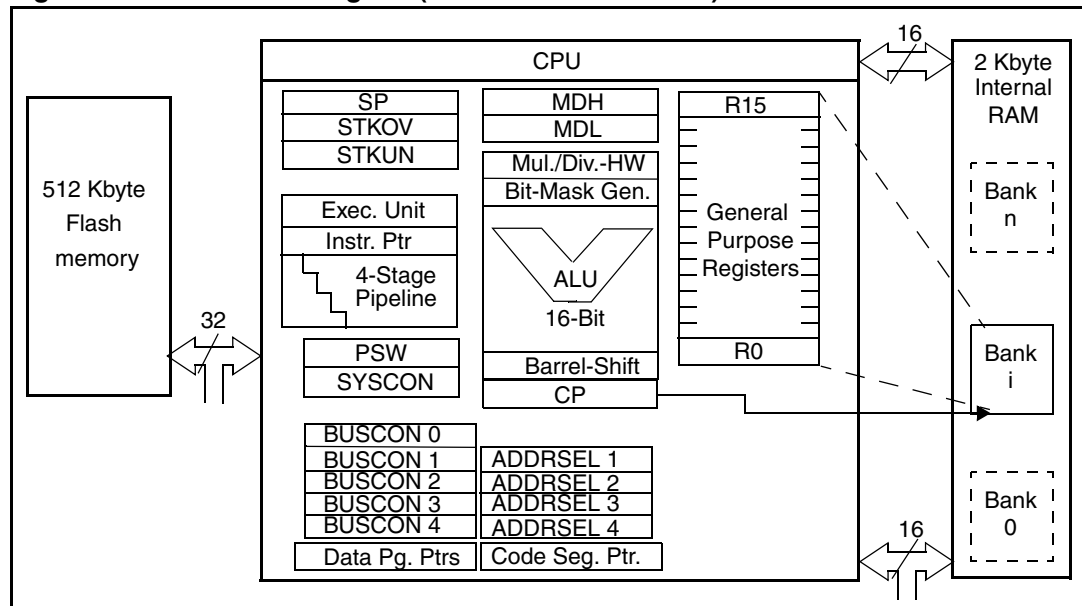 16
CPU
2 Kbyte
Internal
RAM
SP
STKOV
STKUN
MDH
MDL
R15
Mul./Div.-HW
Bit-Mask Gen.
512 Kbyte
Flash
memory
Bank
n
Exec. Unit
Instr. Ptr
4-Stage
Pipeline
General
Purpose
Registers
ALU
16-Bit
32
PSW
SYSCON
Barrel-Shift
CP
R0
Bank
i
BUSCON 0
BUSCON 1
BUSCON 2
BUSCON 3
BUSCON 4
ADDRSEL 1
ADDRSEL 2
ADDRSEL 3
ADDRSEL 4
Data Pg. Ptrs
Code Seg. Ptr.
Bank
0
16